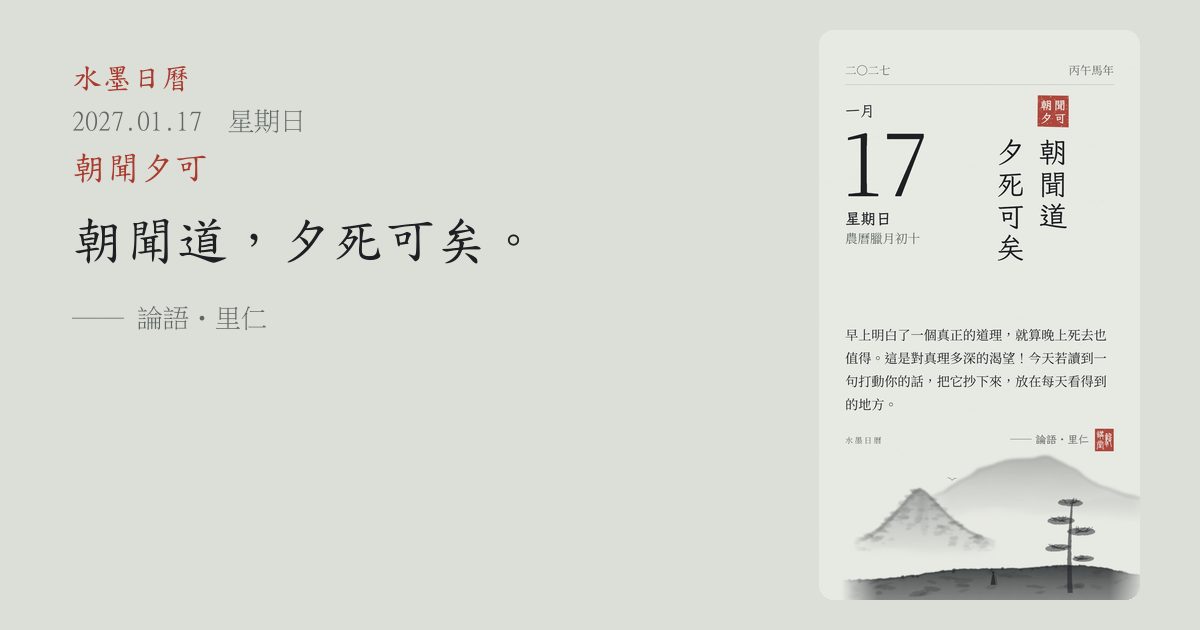 水墨日曆
2027.01.17 星期日
朝聞夕可
朝聞道，夕死可矣。
—— 論語・里仁
二〇二七
丙午馬年
一月
17
星期日
農曆臘月初十
朝聞夕可
朝聞道
夕死可矣
早上明白了一個真正的道理，就算晚上死去也
值得。這是對真理多深的渴望！今天若讀到一
句打動你的話，把它抄下來，放在每天看得到
的地方。
水墨日曆
—— 論語・里仁